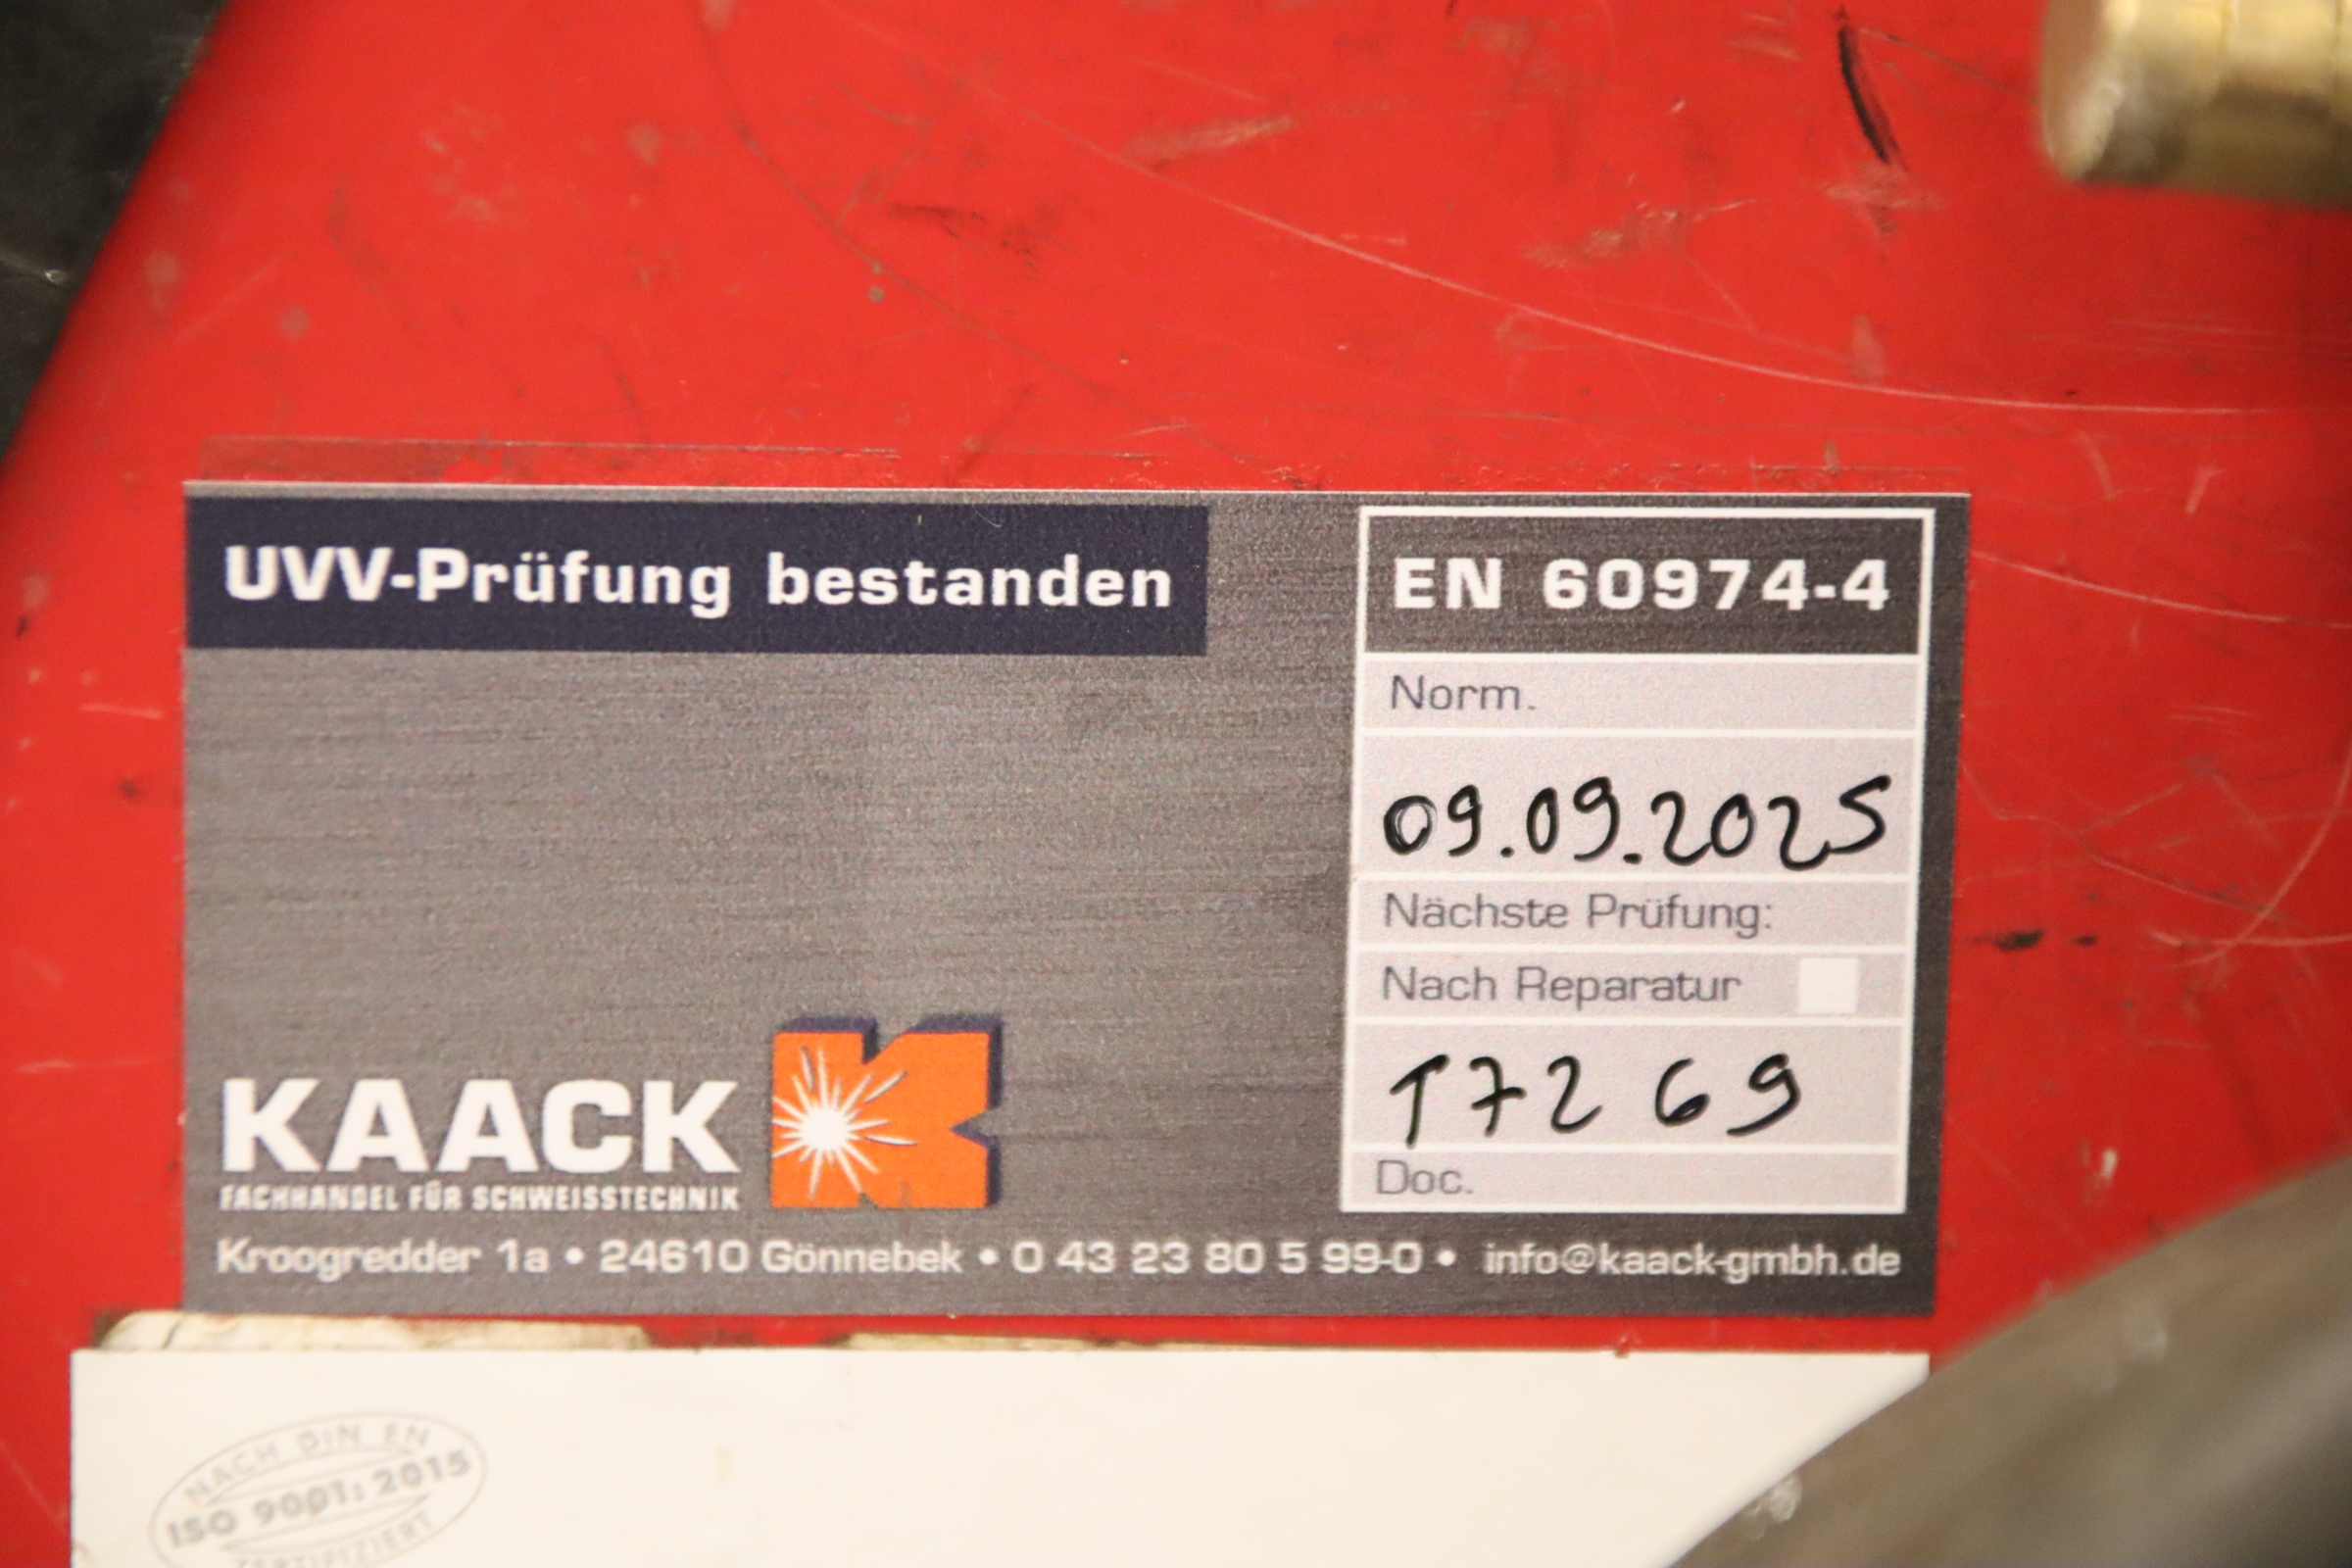 UVV-Prüfung bestanden
EN 60974-4
Norm.
09.09.2025
Nächste Prüfung:
Nach Reparatur
T7269
Doc.
KAACK
FACHHANDEL FÜR SCHWEISSTECHNIK
Kroogredder 1a • 24610 Gönnebek • 0 43 23 80 5 99-0 • info@kaack-gmbh.de
NACH DIN EN
ISO 9001:2015
ZERTIFIZIERT